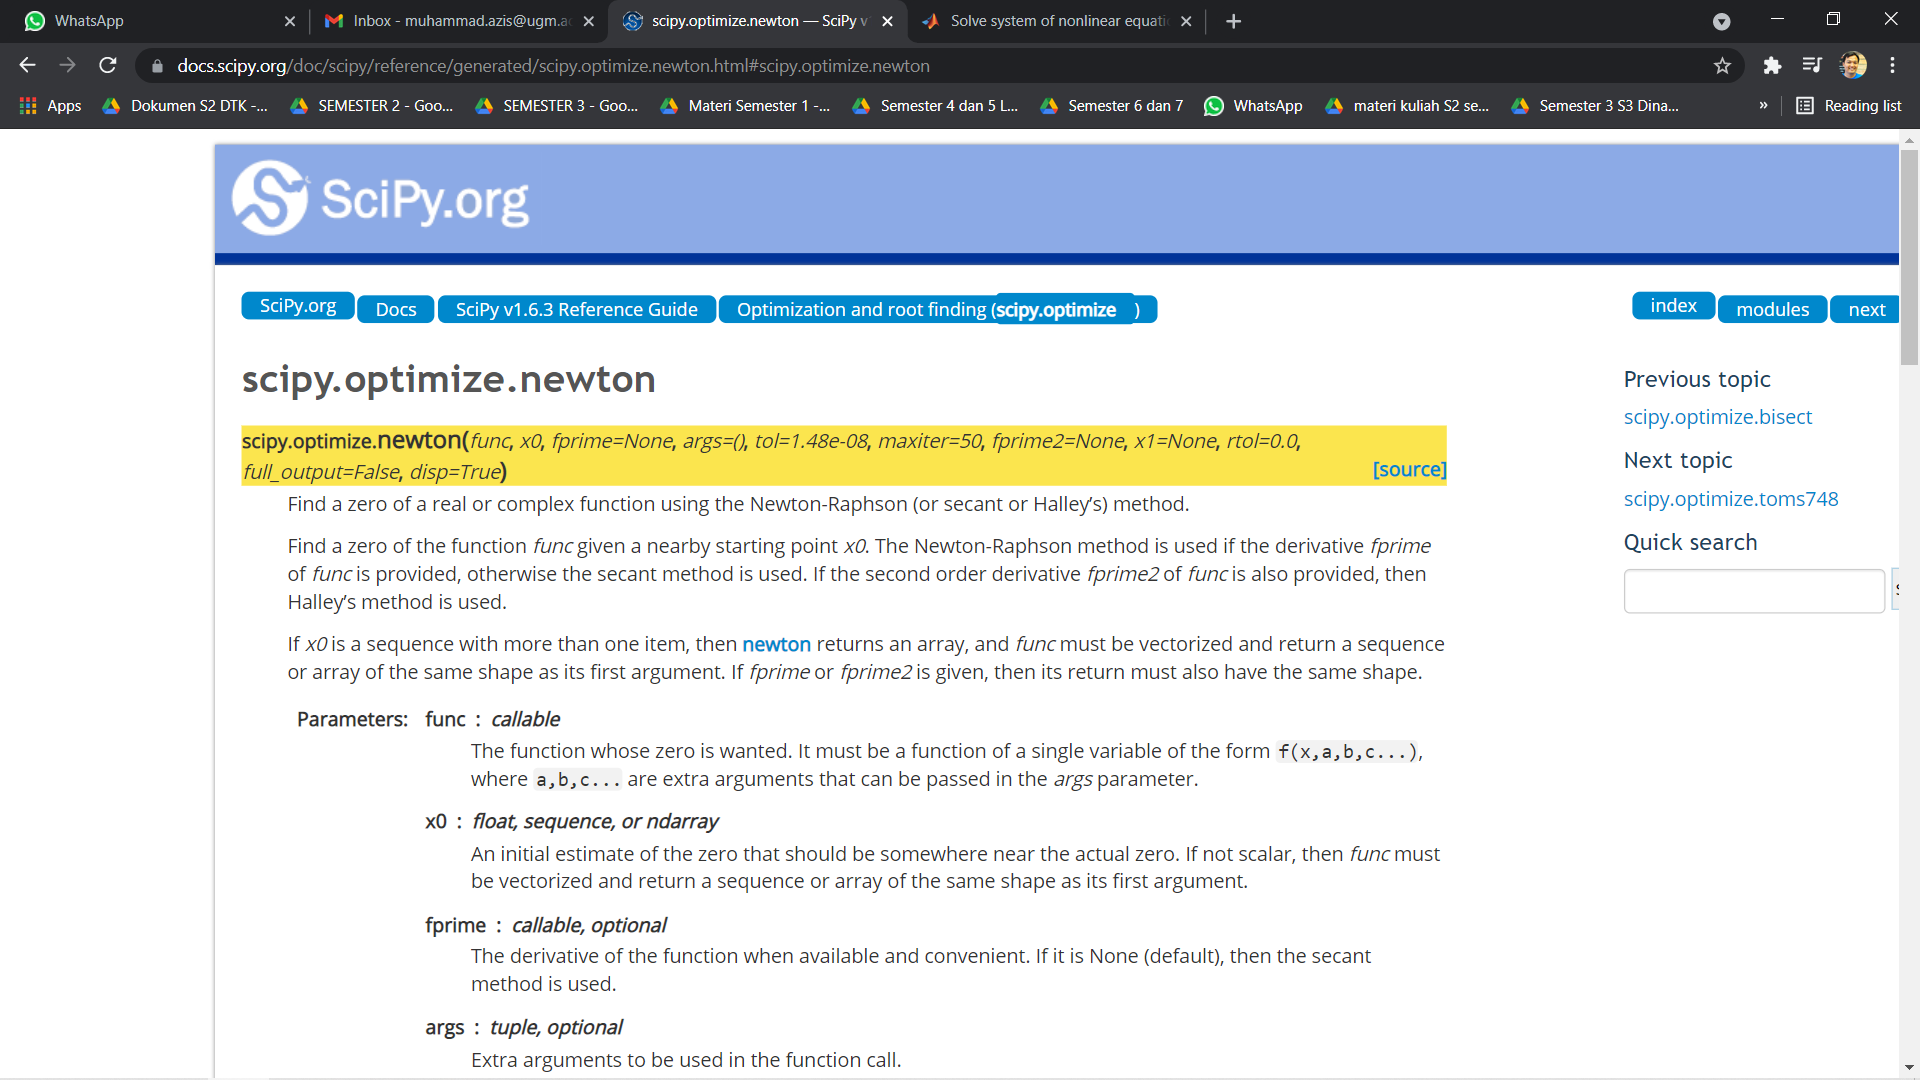 WhatsApp
Inbox - muhammad.azis@ugm.ac
scipy.optimize.newton — SciPy v
Solve system of nonlinear equati
docs.scipy.org/doc/scipy/reference/generated/scipy.optimize.newton.html#scipy.optimize.newton
Apps
Dokumen S2 DTK -...
SEMESTER 2 - Goo...
SEMESTER 3 - Goo...
Materi Semester 1 -...
Semester 4 dan 5 L...
Semester 6 dan 7
WhatsApp
materi kuliah S2 se...
Semester 3 S3 Dina...
»
Reading list
SciPy.org
SciPy.org
Docs
SciPy v1.6.3 Reference Guide
Optimization and root finding (scipy.optimize )
index
modules
next
scipy.optimize.newton
scipy.optimize.newton(func, x0, fprime=None, args=(), tol=1.48e-08, maxiter=50, fprime2=None, x1=None, rtol=0.0,
full_output=False, disp=True)
[source]
Find a zero of a real or complex function using the Newton-Raphson (or secant or Halley’s) method.
Find a zero of the function func given a nearby starting point x0. The Newton-Raphson method is used if the derivative fprime
of func is provided, otherwise the secant method is used. If the second order derivative fprime2 of func is also provided, then
Halley’s method is used.
If x0 is a sequence with more than one item, then newton returns an array, and func must be vectorized and return a sequence
or array of the same shape as its first argument. If fprime or fprime2 is given, then its return must also have the same shape.
Parameters: func : callable
The function whose zero is wanted. It must be a function of a single variable of the form f(x,a,b,c...),
where a,b,c... are extra arguments that can be passed in the args parameter.
x0 : float, sequence, or ndarray
An initial estimate of the zero that should be somewhere near the actual zero. If not scalar, then func must
be vectorized and return a sequence or array of the same shape as its first argument.
fprime : callable, optional
The derivative of the function when available and convenient. If it is None (default), then the secant
method is used.
args : tuple, optional
Extra arguments to be used in the function call.
Previous topic
scipy.optimize.bisect
Next topic
scipy.optimize.toms748
Quick search